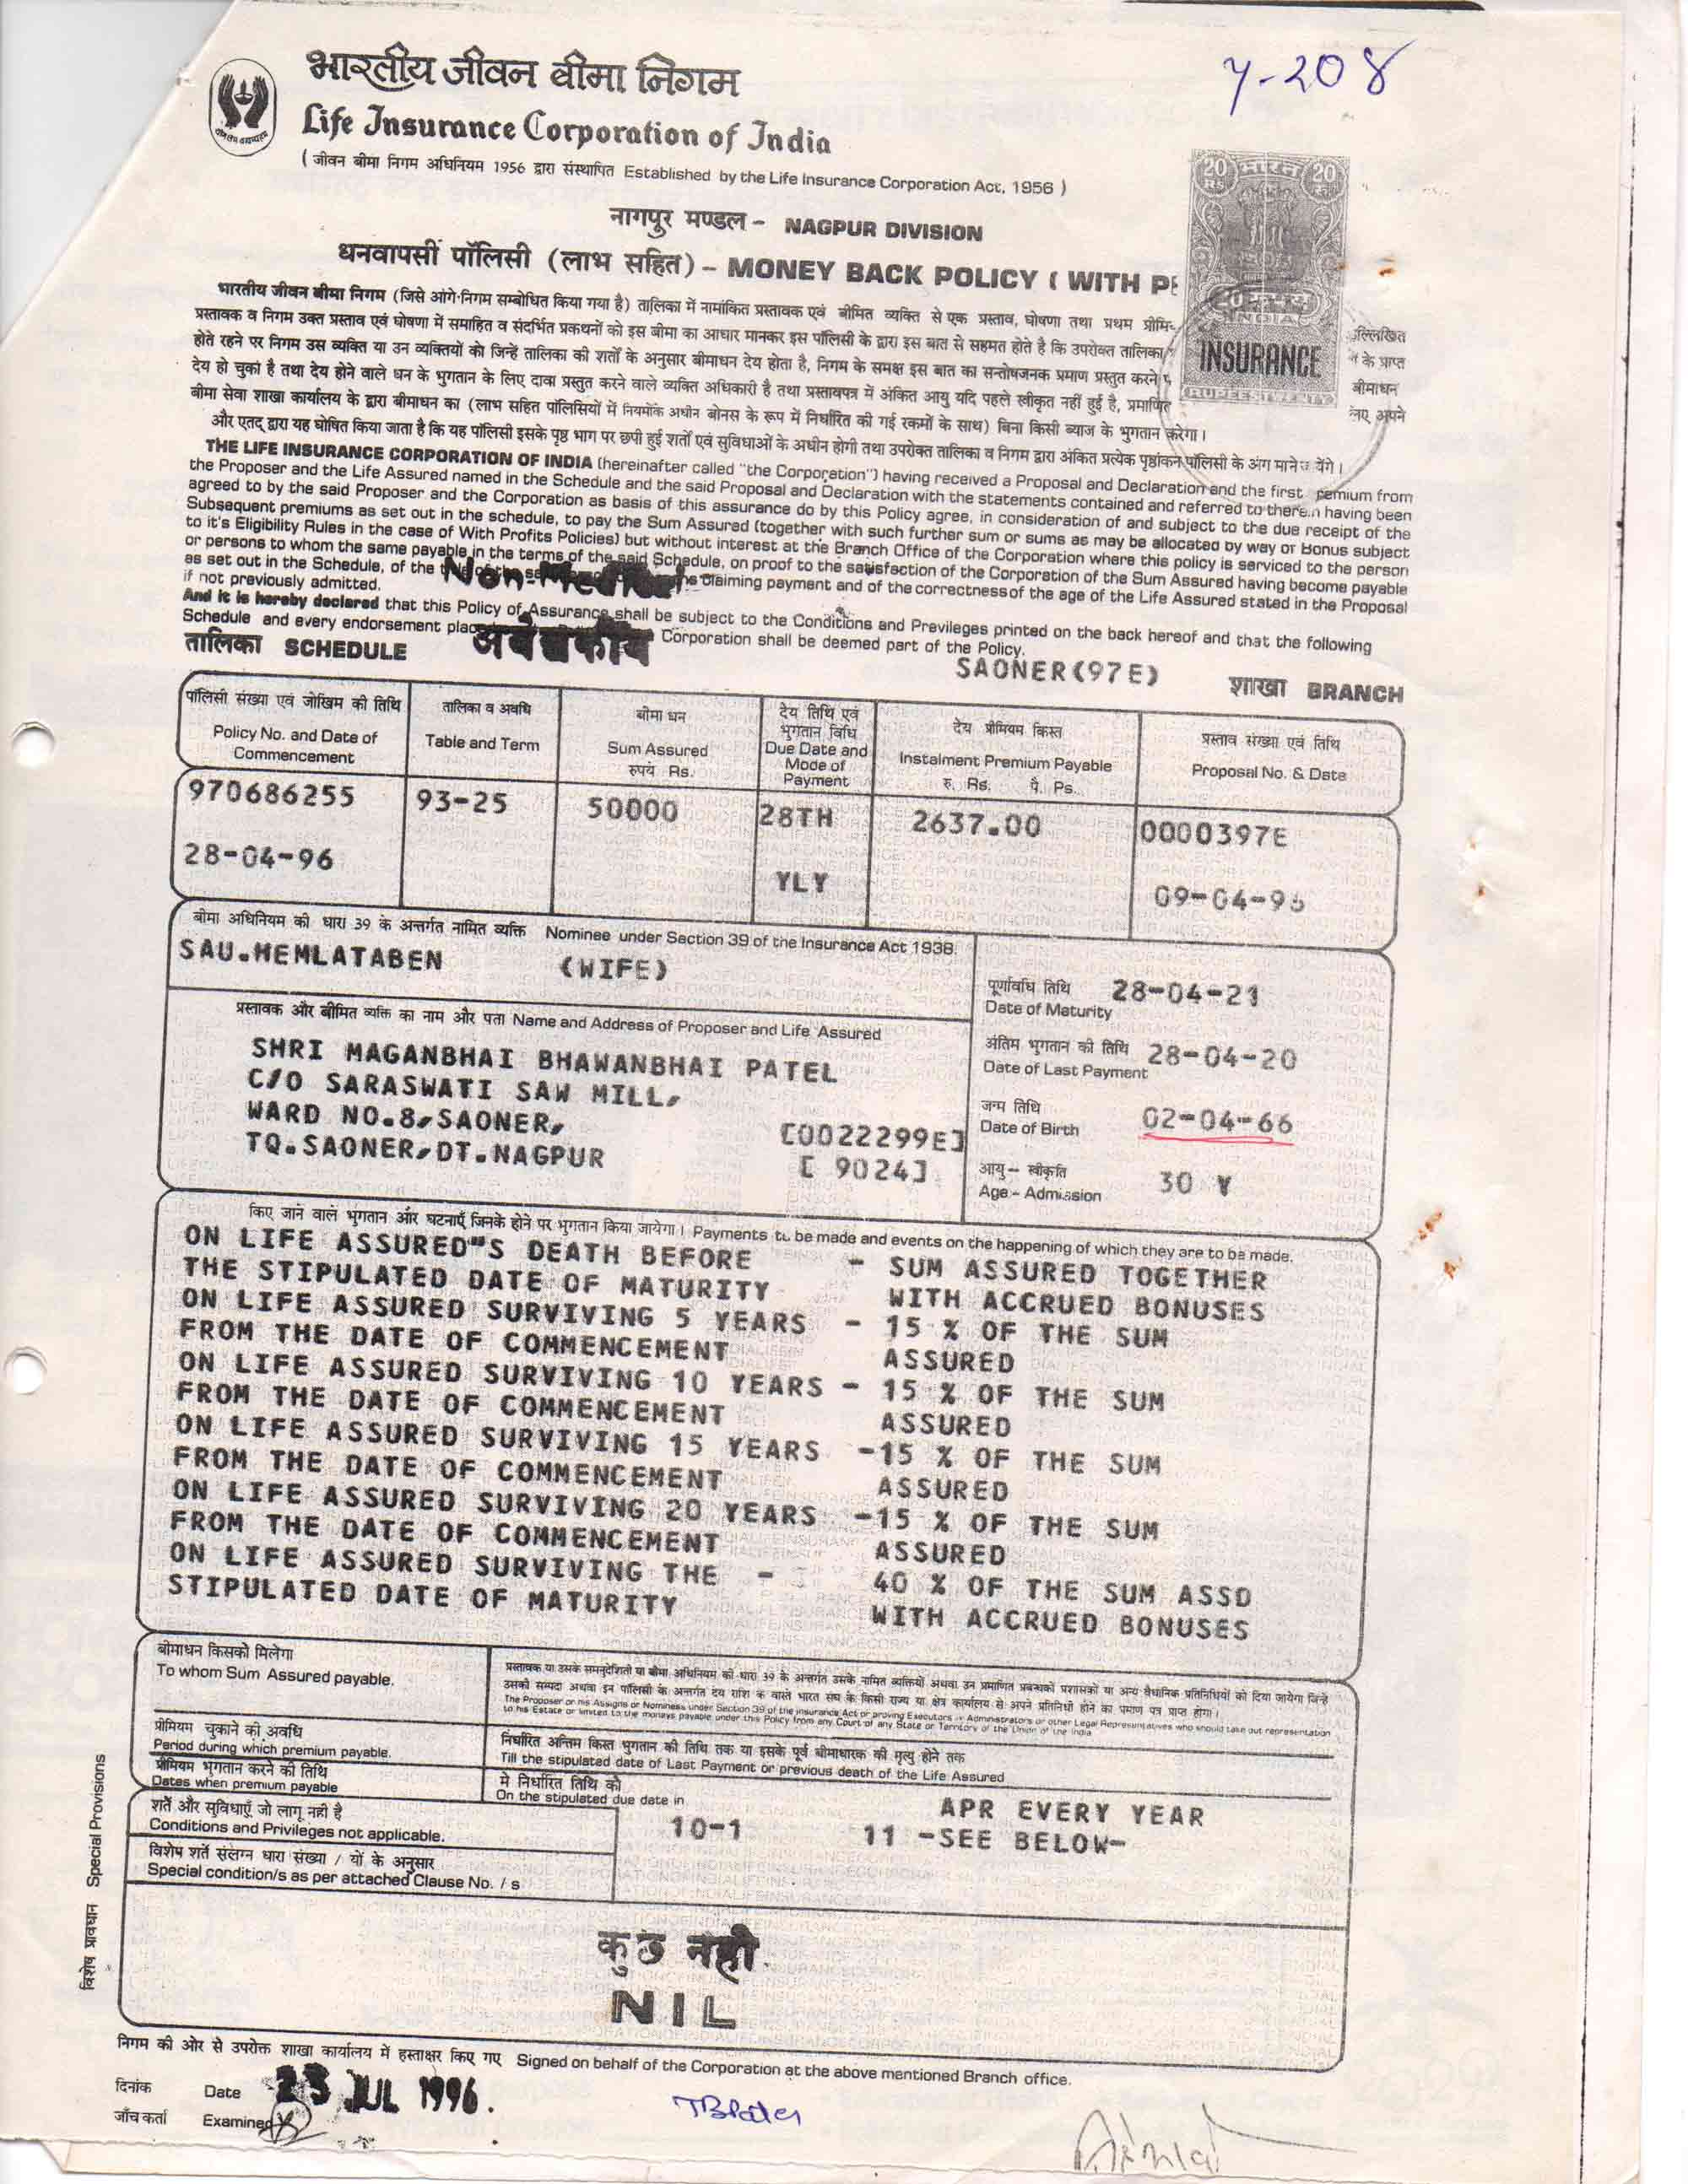 भारतीय जीवन बीमा निगम
Life Insurance Corporation of India
( जीवन बीमा निगम अधिनियम 1956 द्वारा संस्थापित Established by the Life Insurance Corporation Act, 1956 )
नागपुर मण्डल - NAGPUR DIVISION
धनवापसी पॉलिसी (लाभ सहित) - MONEY BACK POLICY ( WITH
20 भारत 20
INDIA
INSURANCE
RUPEES TWENTY
भारतीय जीवन बीमा निगम (जिसे आगे निगम सम्बोधित किया गया है) तालिका में नामांकित प्रस्तावक एवं बीमित व्यक्ति से एक प्रस्ताव, घोषणा तथा प्रथम
प्रस्तावक व निगम उक्त प्रस्ताव एवं घोषणा में समाहित व संदर्भित प्रकथनों को इस बीमा का आधार मानकर इस पॉलिसी के द्वारा इस बात से सहमत होते है कि उपरोक्त तालिका
होते रहने पर निगम उस व्यक्ति या उन व्यक्तियों को जिन्हें तालिका की शर्तो के अनुसार बीमाधन देय होता है, निगम के समक्ष इस बात का सन्तोषजनक प्रमाण प्रस्तुत करने के प्राप्त
देय हो चुका है तथा देय होने वाले धन के भुगतान के लिए दावा प्रस्तुत करने वाले व्यक्ति अधिकारी है तथा प्रस्तावपत्र में अंकित आयु यदि पहले स्वीकृत नहीं हुई है, प्रमाणित बीमाधन
बीमा सेवा शाखा कार्यालय के द्वारा बीमाधन का (लाभ सहित पॉलिसियों में नियमोंके अधीन बोनस के रूप में निर्धारित की गई रकमों के साथ) बिना किसी ब्याज के भुगतान करेगा। अपने
और एतद् द्वारा यह घोषित किया जाता है कि यह पॉलिसी इसके पृष्ठ भाग पर छपी हुई शर्तों एवं सुविधाओं के अधीन होगी तथा उपरोक्त तालिका व निगम द्वारा अंकित प्रत्येक पृष्ठांकन पॉलिसी के अंग माने
THE LIFE INSURANCE CORPORATION OF INDIA (hereinafter called "the Corporation") having received a Proposal and Declaration and the first premium from
the Proposer and the Life Assured named in the Schedule and the said Proposal and Declaration with the statements contained and referred to therein having been
agreed to by the said Proposer and the Corporation as basis of this assurance do by this Policy agree, in consideration of and subject to the due receipt of the
Subsequent premiums as set out in the schedule, to pay the Sum Assured (together with such further sum or sums as may be allocated by way of Bonus subject
to it's Eligibility Rules in the case of With Profits Policies) but without interest at the Branch Office of the Corporation where this policy is serviced to the person
or persons to whom the same payable in the terms of the said Schedule, on proof to the satisfaction of the Corporation of the Sum Assured having become payable
as set out in the Schedule, of the claiming payment and of the correctness of the age of the Life Assured stated in the Proposal
if not previously admitted.
Non-Medical
And it is hereby declared that this Policy of Assurance shall be subject to the Conditions and Previleges printed on the back hereof and that the following
Schedule and every endorsement Corporation shall be deemed part of the Policy.
तालिका SCHEDULE
SAONER(97E) शाखा BRANCH
पॉलिसी संख्या एवं जोखिम की तिथि
Policy No. and Date of Commencement
तालिका व अवधि
Table and Term
बीमा धन
Sum Assured
रुपये Rs.
देय तिथि एवं भुगतान विधि
Due Date and Mode of Payment
देय प्रीमियम किस्त
Instalment Premium Payable
रु. Rs. पै. Ps.
प्रस्ताव संख्या एवं तिथि
Proposal No. & Date
970686255 93-25 50000 28TH 2637.00 0000397E
28-04-96 YLY
बीमा अधिनियम की धारा 39 के अन्तर्गत नामित व्यक्ति Nominee under Section 39 of the Insurance Act 1938.
SAU.HEMLATABEN (WIFE)
पूर्णावधि तिथि 28-04-21
Date of Maturity
प्रस्तावक और बीमित व्यक्ति का नाम और पता Name and Address of Proposer and Life Assured
अंतिम भुगतान की तिथि 28-04-20
Date of Last Payment
SHRI MAGANBHAI BHAWANBHAI PATEL
C/O SARASWATI SAW MILL,
WARD NO.8,SAONER,
TQ.SAONER,DT.NAGPUR
[0022299E]
[ 9024]
जन्म तिथि
Date of Birth 02-04-66
आयु - स्वीकृति
Age - Admission 30 Y
किए जाने वाले भुगतान और घटनाएँ जिनके होने पर भुगतान किया जायेगा। Payments to be made and events on the happening of which they are to be made.
ON LIFE ASSURED"S DEATH BEFORE - SUM ASSURED TOGETHER
THE STIPULATED DATE OF MATURITY WITH ACCRUED BONUSES
ON LIFE ASSURED SURVIVING 5 YEARS - 15 % OF THE SUM
FROM THE DATE OF COMMENCEMENT ASSURED
ON LIFE ASSURED SURVIVING 10 YEARS - 15 % OF THE SUM
FROM THE DATE OF COMMENCEMENT ASSURED
ON LIFE ASSURED SURVIVING 15 YEARS -15 % OF THE SUM
FROM THE DATE OF COMMENCEMENT ASSURED
ON LIFE ASSURED SURVIVING 20 YEARS -15 % OF THE SUM
FROM THE DATE OF COMMENCEMENT ASSURED
ON LIFE ASSURED SURVIVING THE - 40 % OF THE SUM ASSD
STIPULATED DATE OF MATURITY WITH ACCRUED BONUSES
बीमाधन किसको मिलेगा
To whom Sum Assured payable.
प्रस्तावक या उसके समनुदेशिती या बीमा अधिनियम की धारा 39 के अन्तर्गत उसके नामित व्यक्तियों अथवा उन प्रमाणित प्रबन्धकों प्रशासकों या अन्य वैधानिक प्रतिनिधियों को दिया जायेगा जिन्हे
उसकी सम्पदा अथवा इन पॉलिसी के अन्तर्गत देय राशि के वास्ते भारत संघ के किसी राज्य या क्षेत्र कार्यालय से अपने प्रतिनिधी होने का प्रमाण पत्र प्राप्त होगा।
The Proposer or his Assigns or Nominees under Section 39 of the Insurance Act or proving Executors or Administrators or other Legal Representatives who should take out representation
to his Estate or limited to the moneys payable under this Policy from any Court of any State or Territory of the Union of India
प्रीमियम चुकाने की अवधि
Period during which premium payable.
निर्धारित अन्तिम किस्त भुगतान की तिथि तक या इसके पूर्व बीमाधारक की मृत्यु होने तक
Till the stipulated date of Last Payment or previous death of the Life Assured
प्रीमियम भुगतान करने की तिथि
Dates when premium payable
मे निर्धारित तिथि को
On the stipulated due date in APR EVERY YEAR
शर्ते और सुविधाएँ जो लागू नही है
Conditions and Privileges not applicable.
10-1 11 -SEE BELOW-
विशेष शर्ते संलग्न धारा संख्या / यों के अनुसार
Special condition/s as per attached Clause No. / s
विशेष प्रावधान Special Provisions
कुछ नही
NIL
निगम की ओर से उपरोक्त शाखा कार्यालय में हस्ताक्षर किए गए Signed on behalf of the Corporation at the above mentioned Branch office.
दिनांक Date 23 JUL 1996.
जाँच कर्ता Examined